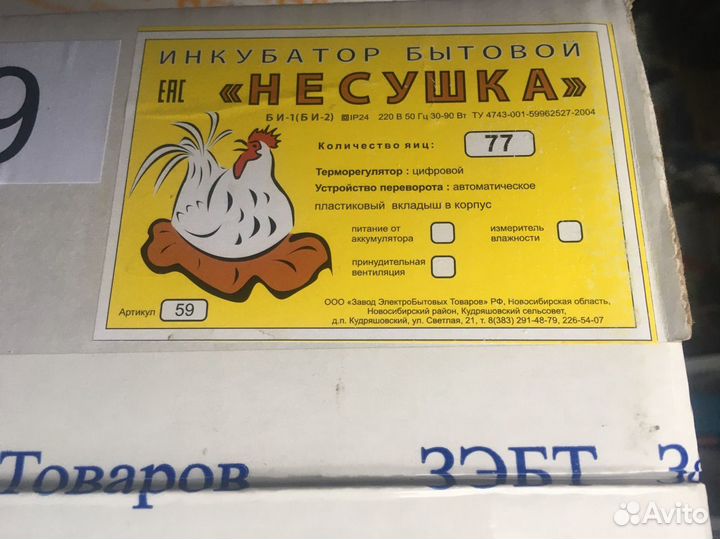 9
ИНКУБАТОР БЫТОВОЙ
ЕАС «НЕСУШКА»
БИ-1(БИ-2) IP24 220 В 50 Гц 30-90 Вт ТУ 4743-001-59962527-2004
Количество яиц: 77
Терморегулятор : цифровой
Устройство переворота : автоматическое
пластиковый вкладыш в корпус
питание от аккумулятора
измеритель влажности
принудительная вентиляция
Артикул 59
ООО «Завод ЭлектроБытовых Товаров» РФ, Новосибирская область,
Новосибирский район, Кудряшовский сельсовет,
д.п. Кудряшовский, ул. Светлая, 21, т. 8(383) 291-48-79, 226-54-07
Товаров ЗЭБТ За
Avito